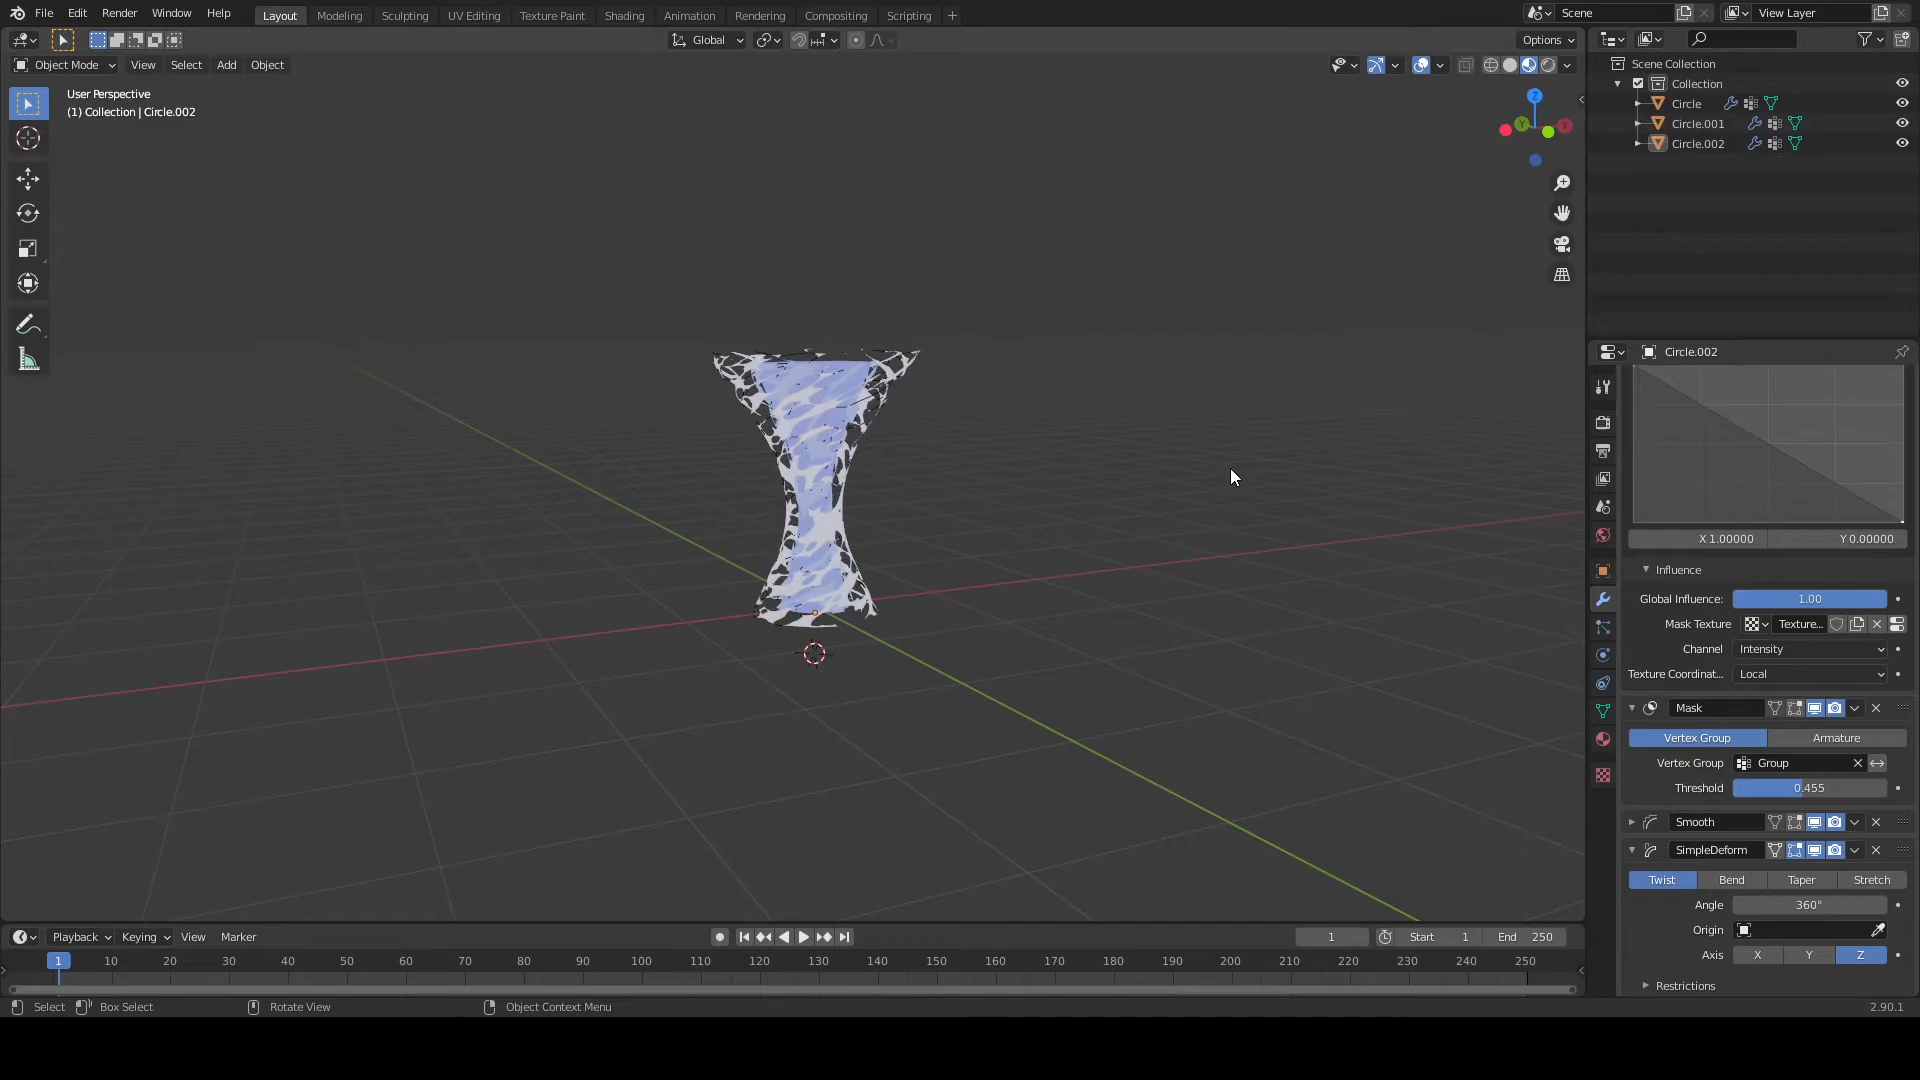 File Edit Render Window Help Layout Modeling Sculpting UV Editing Texture Paint Shading Animation Rendering Compositing Scripting + Scene View Layer
Global Options
Object Mode View Select Add Object
User Perspective
(1) Collection | Circle.002
Z
Y
X
Scene Collection
Collection
Circle
Circle.001
Circle.002
Circle.002
X 1.00000 Y 0.00000
Influence
Global Influence: 1.00
Mask Texture Texture...
Channel Intensity
Texture Coordinat... Local
Mask
Vertex Group Armature
Vertex Group Group
Threshold 0.455
Smooth
SimpleDeform
Twist Bend Taper Stretch
Angle 360°
Origin
Axis X Y Z
Restrictions
Playback Keying View Marker 1 Start 1 End 250
1 10 20 30 40 50 60 70 80 90 100 110 120 130 140 150 160 170 180 190 200 210 220 230 240 250
Select Box Select Rotate View Object Context Menu 2.90.1